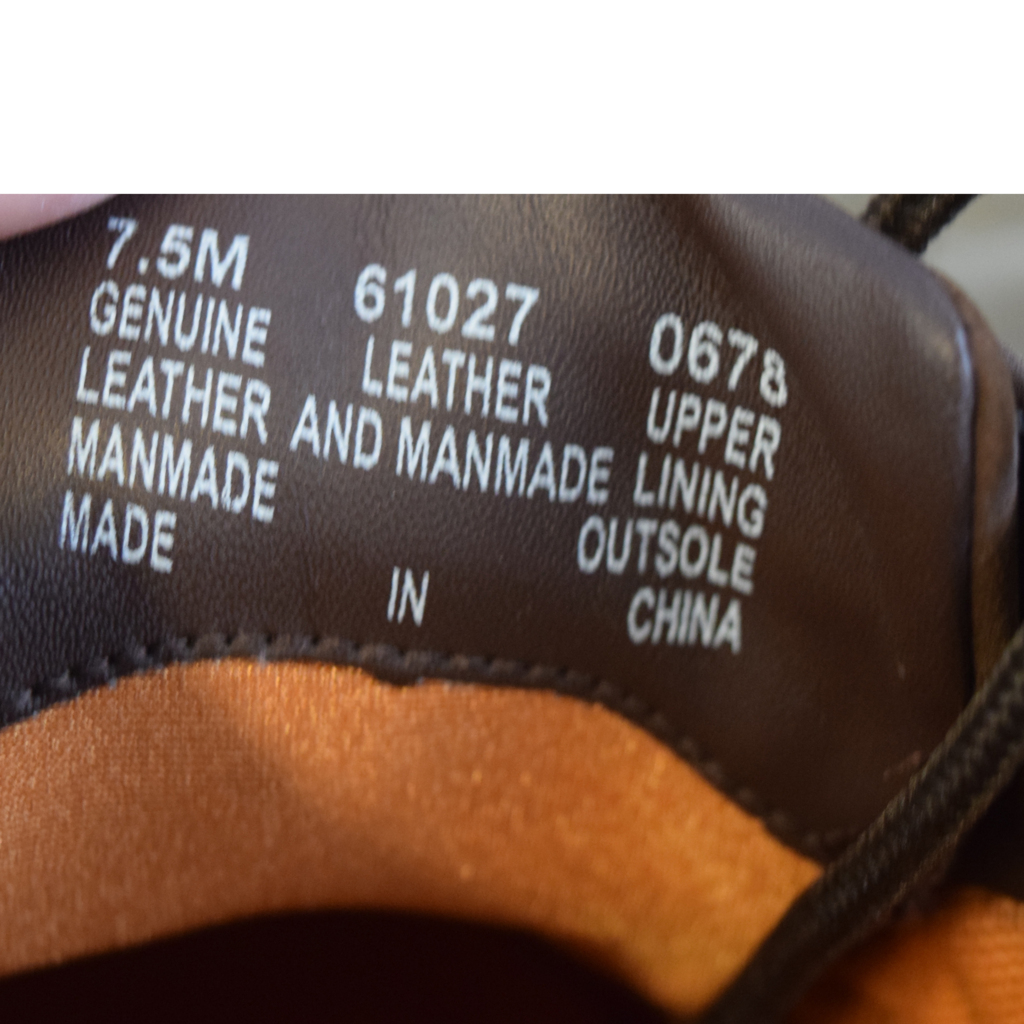 7.5M 61027 0678
GENUINE LEATHER UPPER
LEATHER AND MANMADE LINING
MANMADE OUTSOLE
MADE IN CHINA